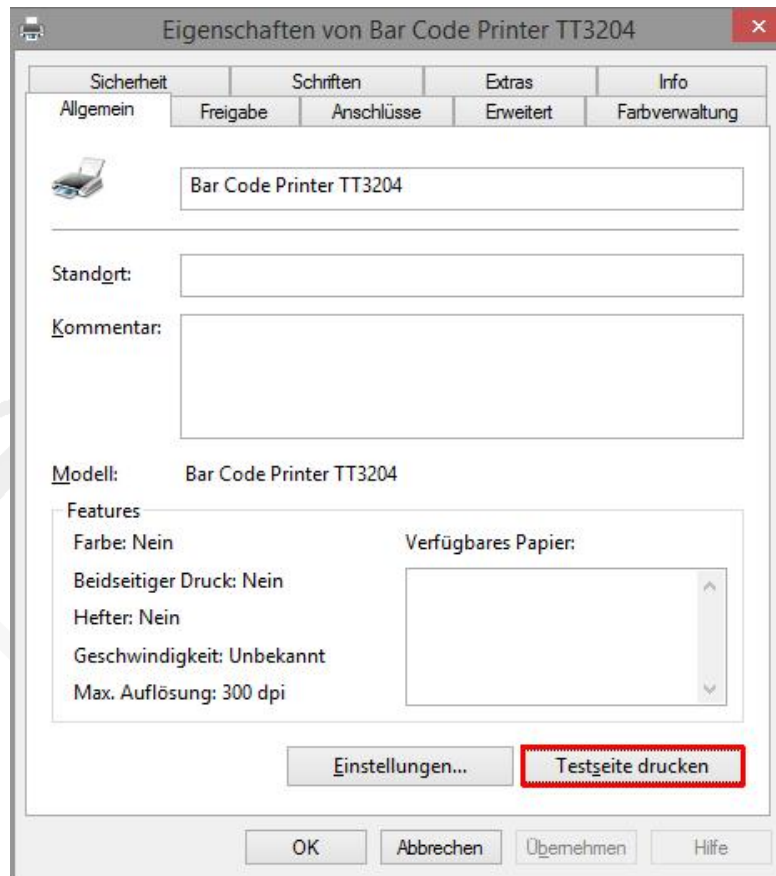 Eigenschaften von Bar Code Printer TT3204
Sicherheit Schriften Extras Info
Allgemein Freigabe Anschlüsse Erweitert Farbverwaltung
Bar Code Printer TT3204
Standort:
Kommentar:
Modell: Bar Code Printer TT3204
Features
Farbe: Nein Verfügbares Papier:
Beidseitiger Druck: Nein
Hefter: Nein
Geschwindigkeit: Unbekannt
Max. Auflösung: 300 dpi
Einstellungen... Testseite drucken
OK Abbrechen Übernehmen Hilfe